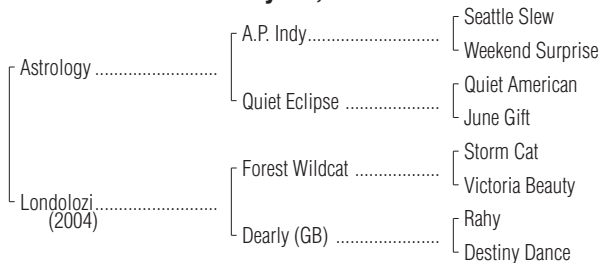 Seattle Slew
A.P. Indy..........................
Weekend Surprise
Astrology ........................
Quiet American
Quiet Eclipse ...................
June Gift
Storm Cat
Forest Wildcat .................
Victoria Beauty
Londolozi........................
(2004)
Rahy
Dearly (GB) .....................
Destiny Dance